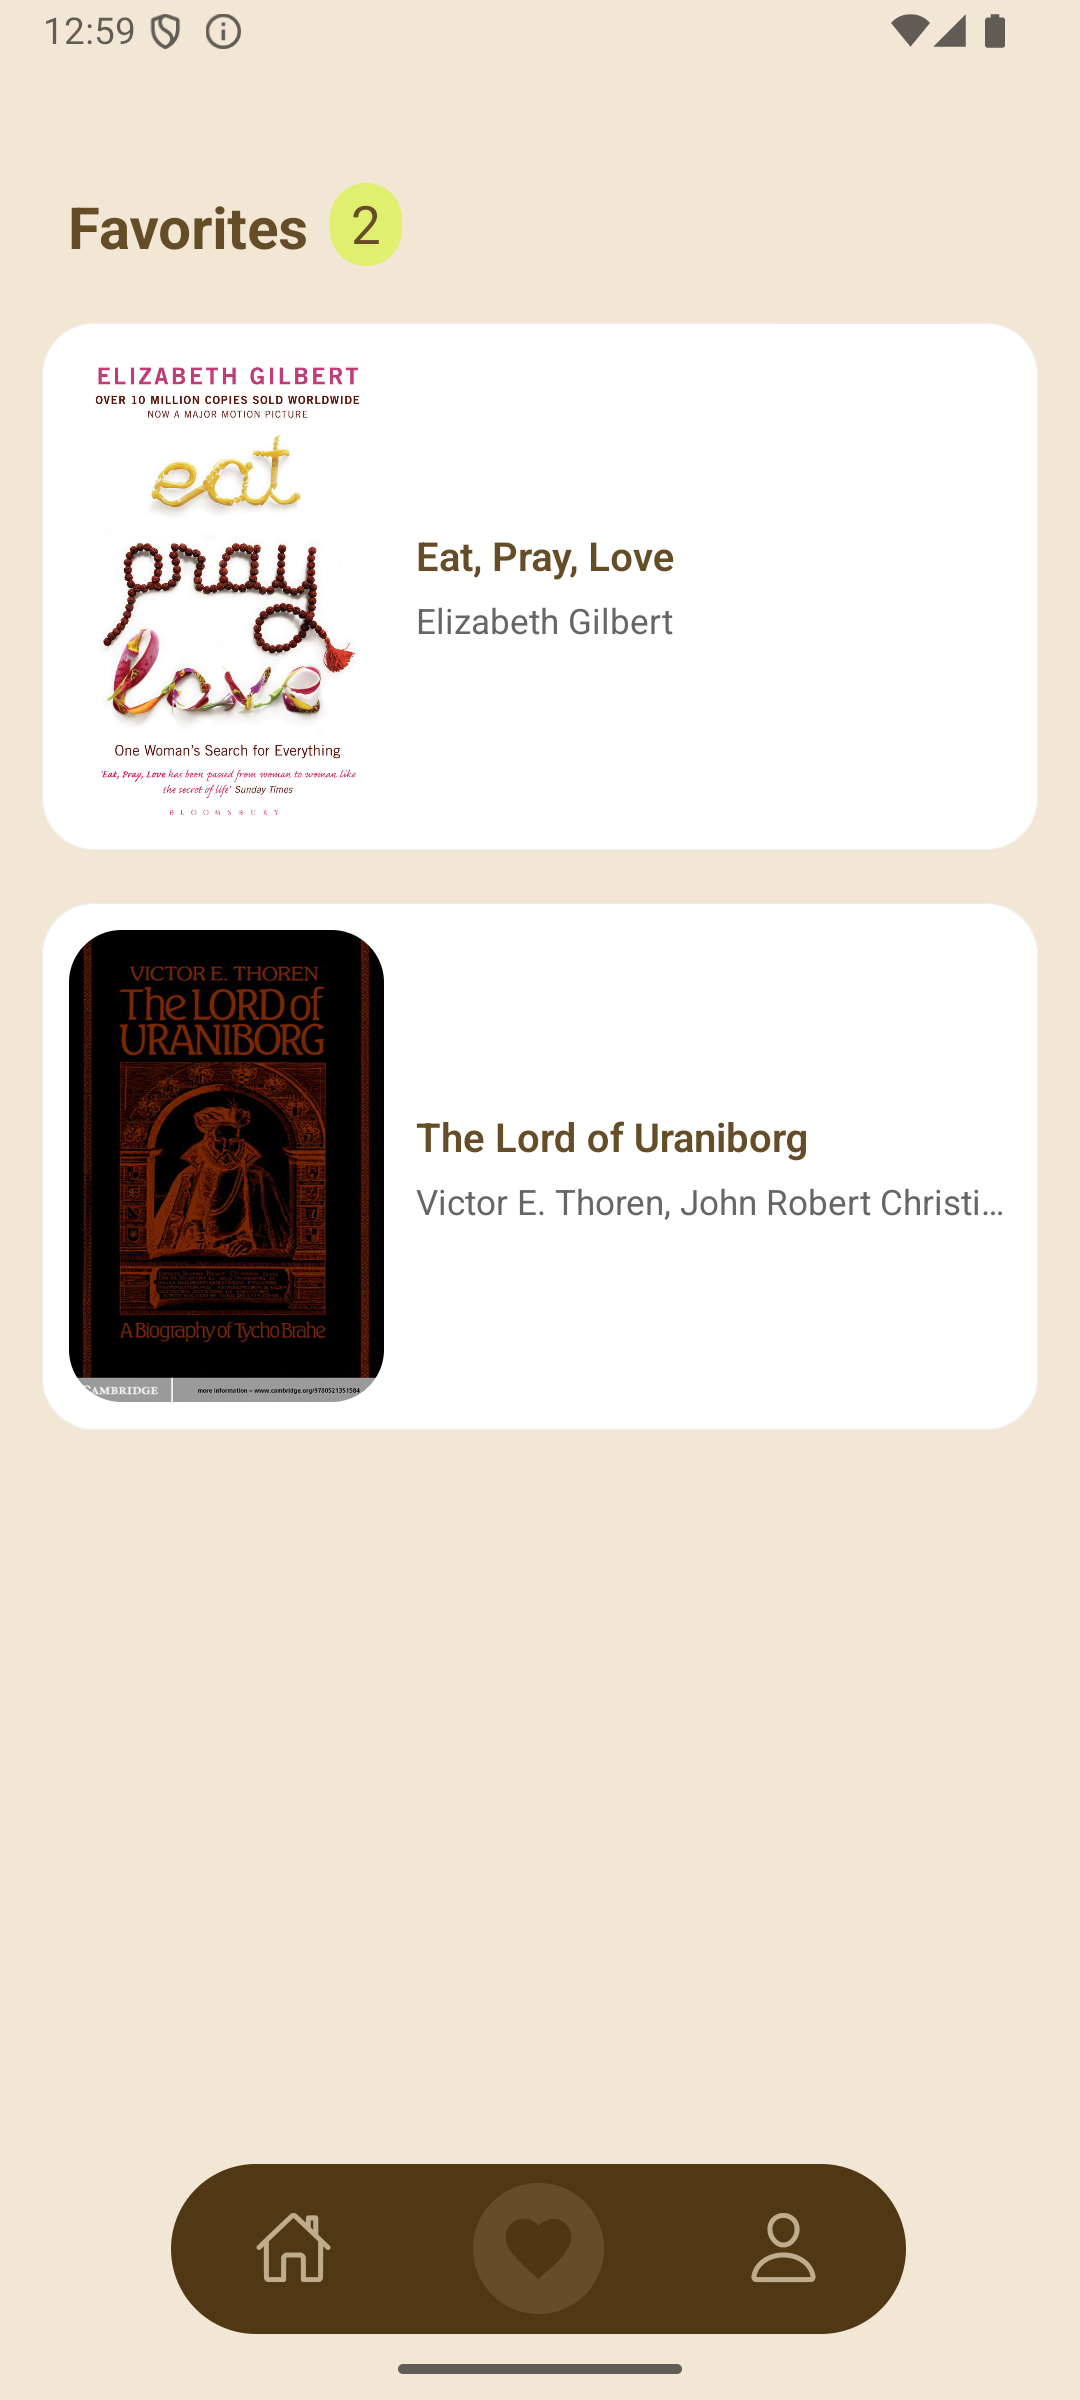 12:59
Favorites 2
ELIZABETH GILBERT
OVER 10 MILLION COPIES SOLD WORLDWIDE
NOW A MAJOR MOTION PICTURE
eat
pray
love
One Woman's Search for Everything
'Eat, Pray, Love has been passed from woman to woman like
the secret of life' Sunday Times
BLOOMSBURY
Eat, Pray, Love
Elizabeth Gilbert
VICTOR E. THOREN
The LORD of
URANIBORG
A Biography of Tycho Brahe
CAMBRIDGE
more information – www.cambridge.org/9780521351584
The Lord of Uraniborg
Victor E. Thoren, John Robert Christi...